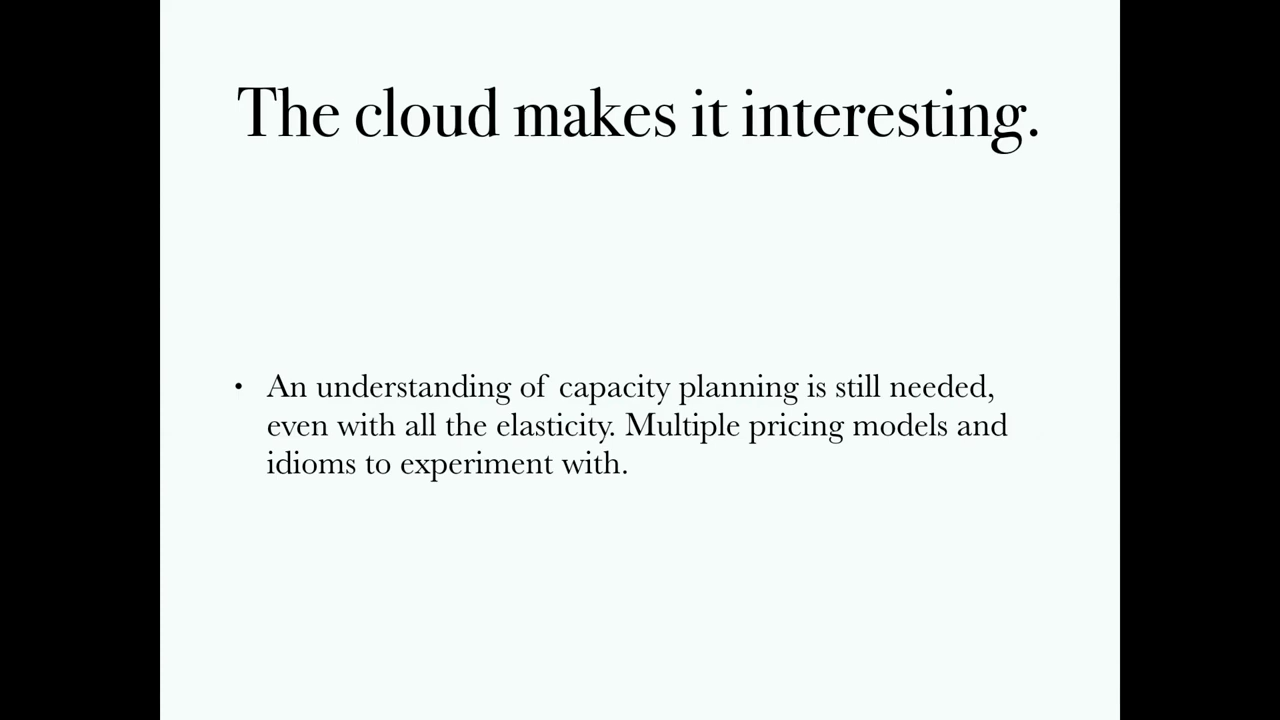 The cloud makes it interesting.
• An understanding of capacity planning is still needed,
even with all the elasticity. Multiple pricing models and
idioms to experiment with.